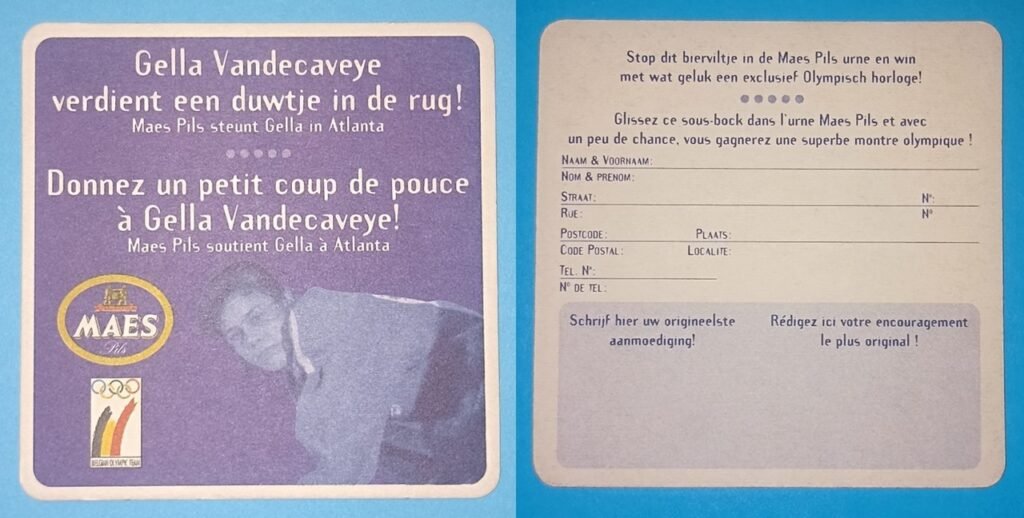 Gella Vandecaveye
verdient een duwtje in de rug!
Maes Pils steunt Gella in Atlanta
Donnez un petit coup de pouce
à Gella Vandecaveye!
Maes Pils soutient Gella à Atlanta
MAES
Pils
BELGIAN OLYMPIC TEAM
Stop dit bierviltje in de Maes Pils urne en win
met wat geluk een exclusief Olympisch horloge!
Glissez ce sous-bock dans l'urne Maes Pils et avec
un peu de chance, vous gagnerez une superbe montre olympique !
NAAM & VOORNAAM:
NOM & PRENOM:
STRAAT: N°:
RUE: N°
POSTCODE: PLAATS:
CODE POSTAL: LOCALITE:
TEL. N°:
N° DE TEL:
Schrijf hier uw origineelste
aanmoediging!
Rédigez ici votre encouragement
le plus original !